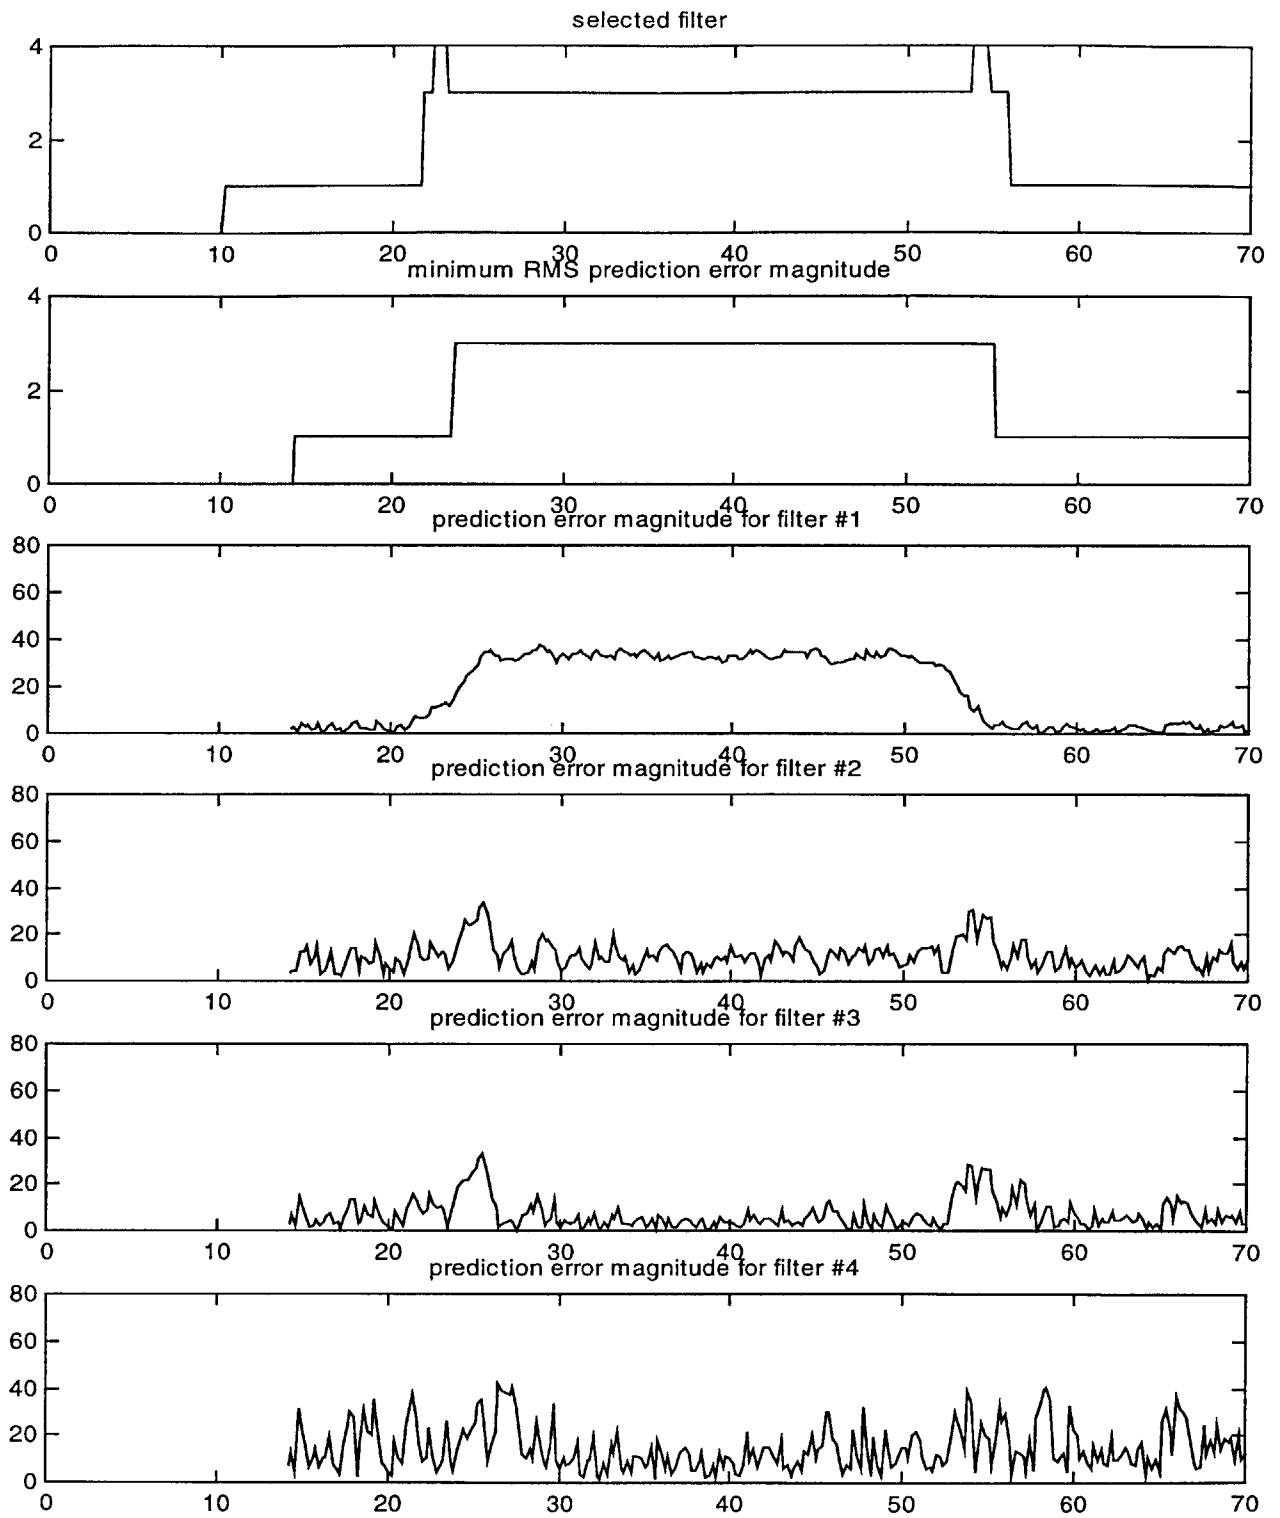 selected filter
4
2
0
0 10 20 30 40 50 60 70
minimum RMS prediction error magnitude
4
2
0
0 10 20 30 40 50 60 70
prediction error magnitude for filter #1
80
60
40
20
0
0 10 20 30 40 50 60 70
prediction error magnitude for filter #2
80
60
40
20
0
0 10 20 30 40 50 60 70
prediction error magnitude for filter #3
80
60
40
20
0
0 10 20 30 40 50 60 70
prediction error magnitude for filter #4
80
60
40
20
0
0 10 20 30 40 50 60 70